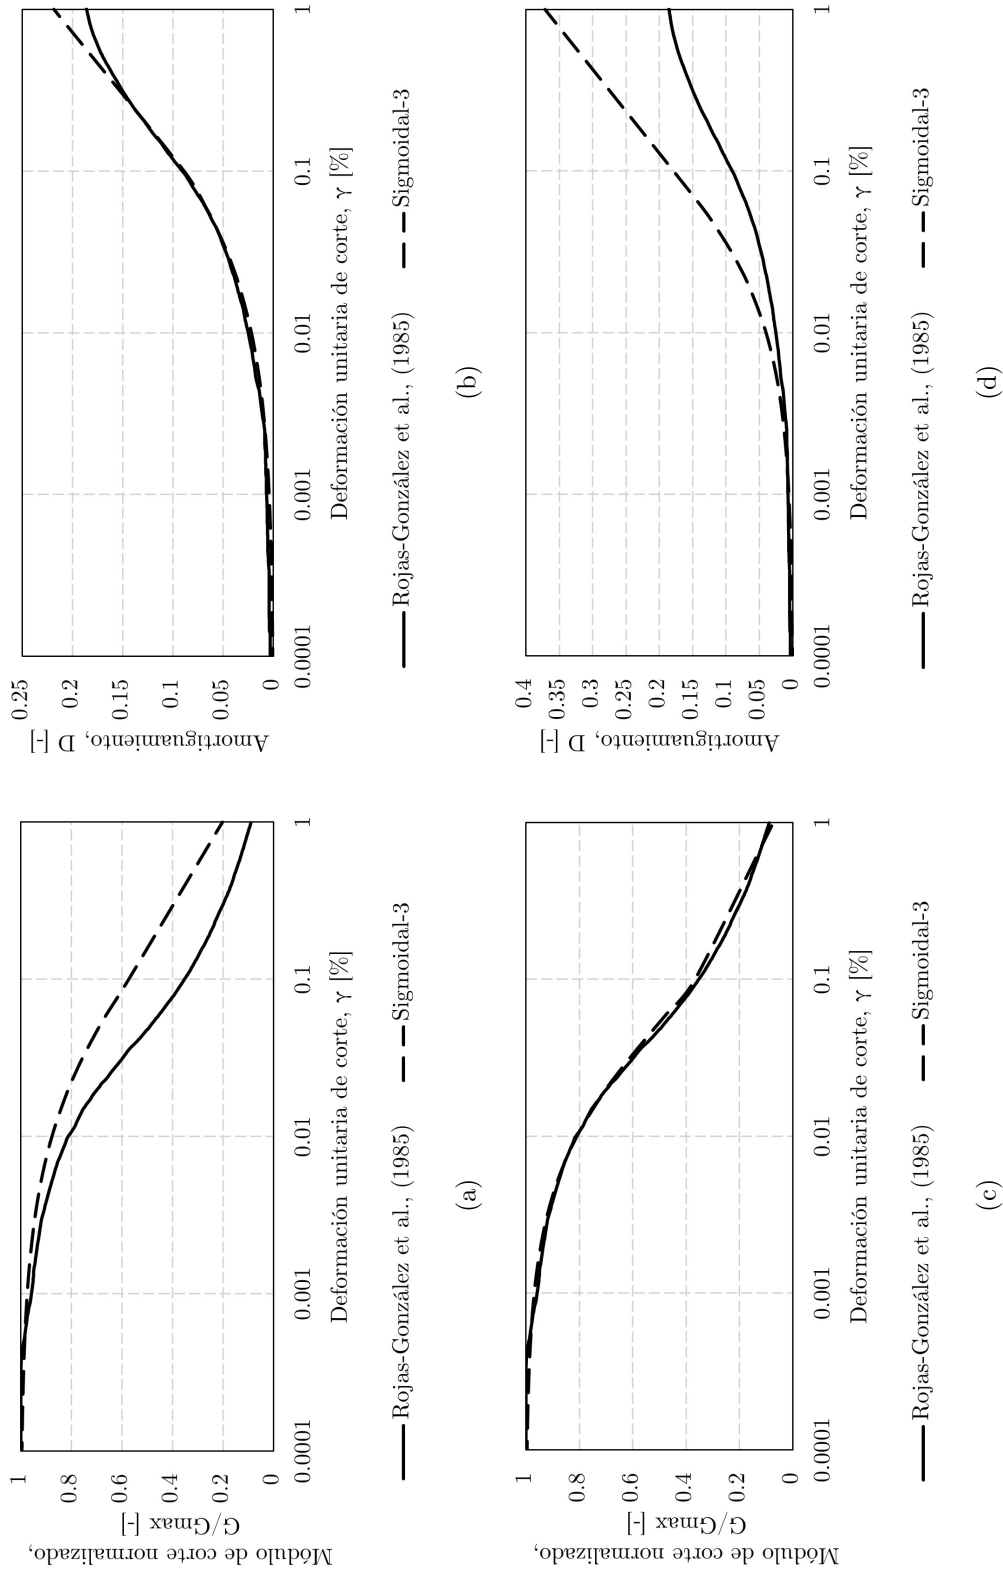 Módulo de corte normalizado,
G/Gmax [-]
1
0.8
0.6
0.4
0.2
0
0.0001
0.001
0.01
0.1
1
Deformación unitaria de corte, γ [%]
Rojas-González et al., (1985)
Sigmoidal-3
(a)
Amortiguamiento, D [-]
0.25
0.2
0.15
0.1
0.05
0
0.0001
0.001
0.01
0.1
1
Deformación unitaria de corte, γ [%]
Rojas-González et al., (1985)
Sigmoidal-3
(b)
Módulo de corte normalizado,
G/Gmax [-]
1
0.8
0.6
0.4
0.2
0
0.0001
0.001
0.01
0.1
1
Deformación unitaria de corte, γ [%]
Rojas-González et al., (1985)
Sigmoidal-3
(c)
Amortiguamiento, D [-]
0.4
0.35
0.3
0.25
0.2
0.15
0.1
0.05
0
0.0001
0.001
0.01
0.1
1
Deformación unitaria de corte, γ [%]
Rojas-González et al., (1985)
Sigmoidal-3
(d)